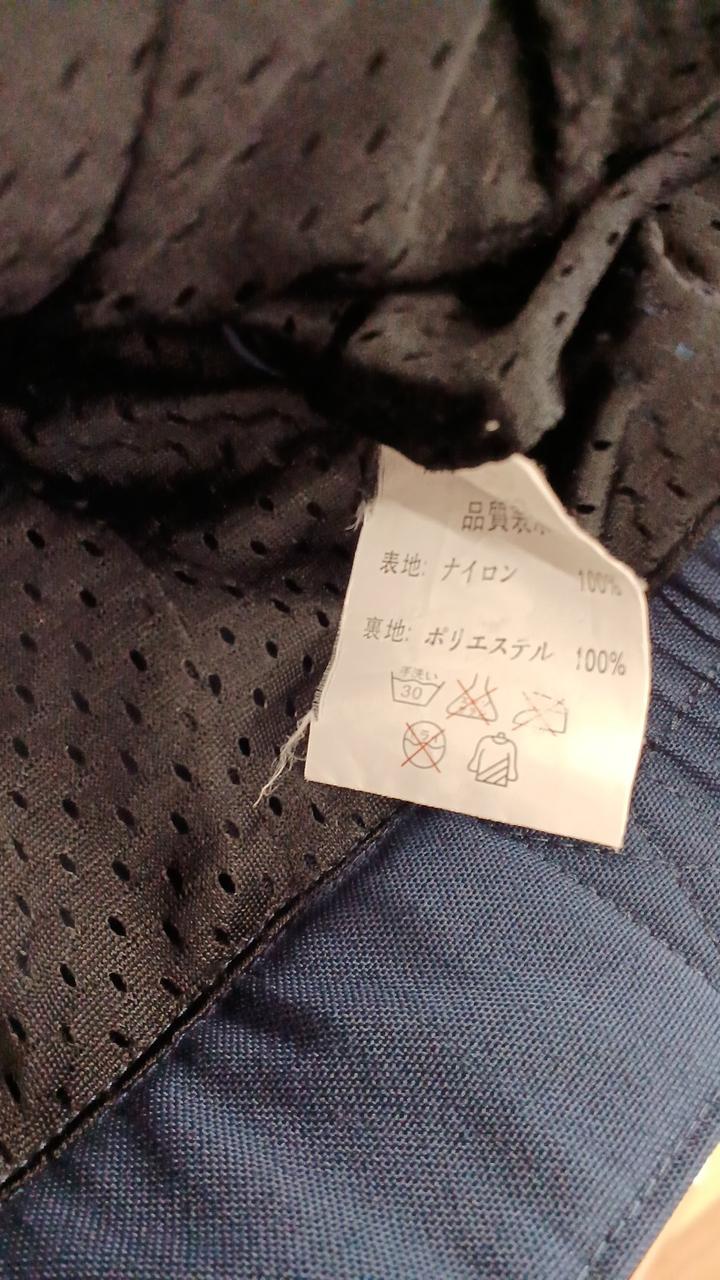 品質表示
表地: ナイロン 100%
裏地: ポリエステル 100%
手洗い
30